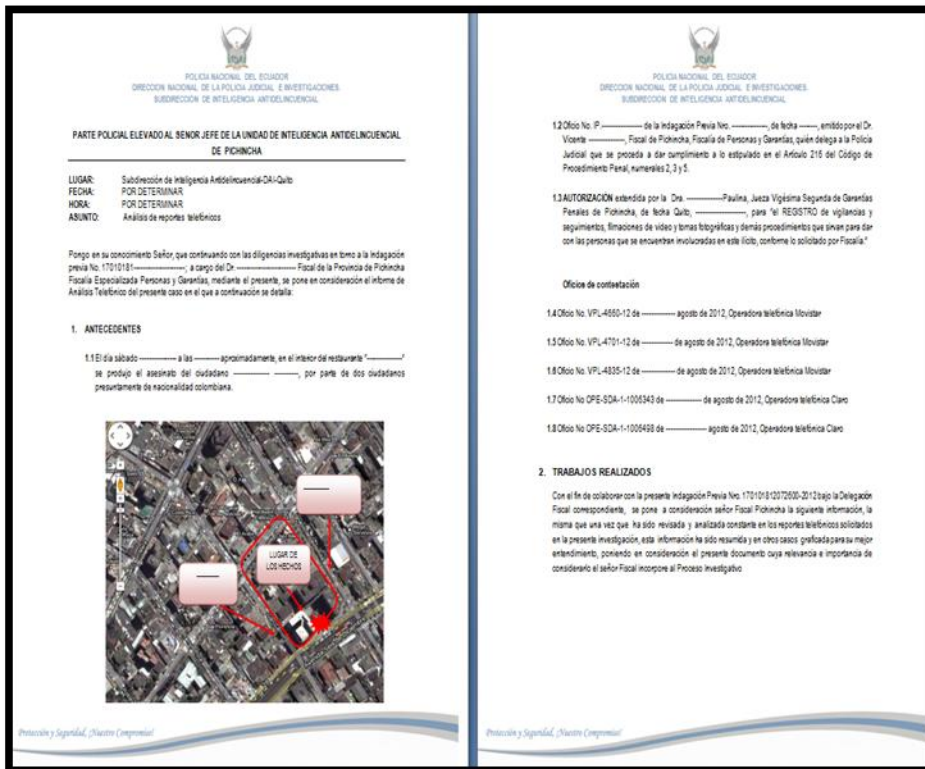 POLICIA NACIONAL DEL ECUADOR
DIRECCION NACIONAL DE LA POLICIA JUDICIAL E INVESTIGACIONES
SUBDIRECCIÓN DE INTELIGENCIA ANTIDELINCUENCIAL
PARTE POLICIAL ELEVADO AL SENOR JEFE DE LA UNIDAD DE INTELIGENCIA ANTIDELINCUENCIAL
DE PICHINCHA
LUGAR: Subdirección de Inteligencia Antidelincuencial-DAI-Quito
FECHA: POR DETERMINAR
HORA: POR DETERMINAR
ASUNTO: Análisis de reportes telefónicos
Pongo en su conocimiento Señor, que continuando con las diligencias investigativas en torno a la Indagación
previa No. 17010181--------------------; a cargo del Dr. ---------------------- Fiscal de la Provincia de Pichincha
Fiscalía Especializada Personas y Garantías, mediante el presente, se pone en consideración el informe de
Análisis Telefónico del presente caso en el que a continuación se detalla:
1. ANTECEDENTES
1.1 El día sábado ---------------- a las ---------- aproximadamente, en el interior del restaurante "--------------"
se produjo el asesinato del ciudadano ------------- ---------, por parte de dos ciudadanos
presuntamente de nacionalidad colombiana.
LUGAR DE
LOS HECHOS
Protección y Seguridad, ¡Nuestro Compromiso!
POLICIA NACIONAL DEL ECUADOR
DIRECCION NACIONAL DE LA POLICIA JUDICIAL E INVESTIGACIONES
SUBDIRECCIÓN DE INTELIGENCIA ANTIDELINCUENCIAL
1.2 Oficio No. IP.----------------- de la Indagación Previa Nro. ---------------, de fecha -------, emitido por el Dr.
Vicente --------------, Fiscal de Pichincha, Fiscalía de Personas y Garantías, quién delega a la Policía
Judicial que se proceda a dar cumplimiento a lo estipulado en el Artículo 216 del Código de
Procedimiento Penal, numerales 2, 3 y 5.
1.3 AUTORIZACIÓN extendida por la Dra. --------------Paulina, Jueza Vigésima Segunda de Garantías
Penales de Pichincha, de fecha Quito, --------------------, para "el REGISTRO de vigilancias y
seguimientos, filmaciones de video y tomas fotográficas y demás procedimientos que sirvan para dar
con las personas que se encuentran involucradas en este ilícito, conforme lo solicitado por Fiscalía."
Oficios de contestación
1.4 Oficio No. VPL-4660-12 de -------------- agosto de 2012, Operadora telefónica Movistar
1.5 Oficio No. VPL-4701-12 de -------------- de agosto de 2012, Operadora telefónica Movistar
1.6 Oficio No. VPL-4835-12 de -------------- de agosto de 2012, Operadora telefónica Movistar
1.7 Oficio No OPE-SDA-1-1006343 de --------------- de agosto de 2012, Operadora telefónica Claro
1.8 Oficio No OPE-SDA-1-1006498 de ----------------- agosto de 2012, Operadora telefónica Claro
2. TRABAJOS REALIZADOS
Con el fin de colaborar con la presente Indagación Previa Nro. 170101812072600-2012 bajo la Delegación
Fiscal correspondiente, se pone a consideración señor Fiscal Pichincha la siguiente información, la
misma que una vez que ha sido revisada y analizada constante en los reportes telefónicos solicitados
en la presente investigación, esta información ha sido resumida y en otros casos graficada para su mejor
entendimiento, poniendo en consideración el presente documento cuya relevancia e importancia de
considerarlo el señor Fiscal incorpore al Proceso investigativo
Protección y Seguridad, ¡Nuestro Compromiso!